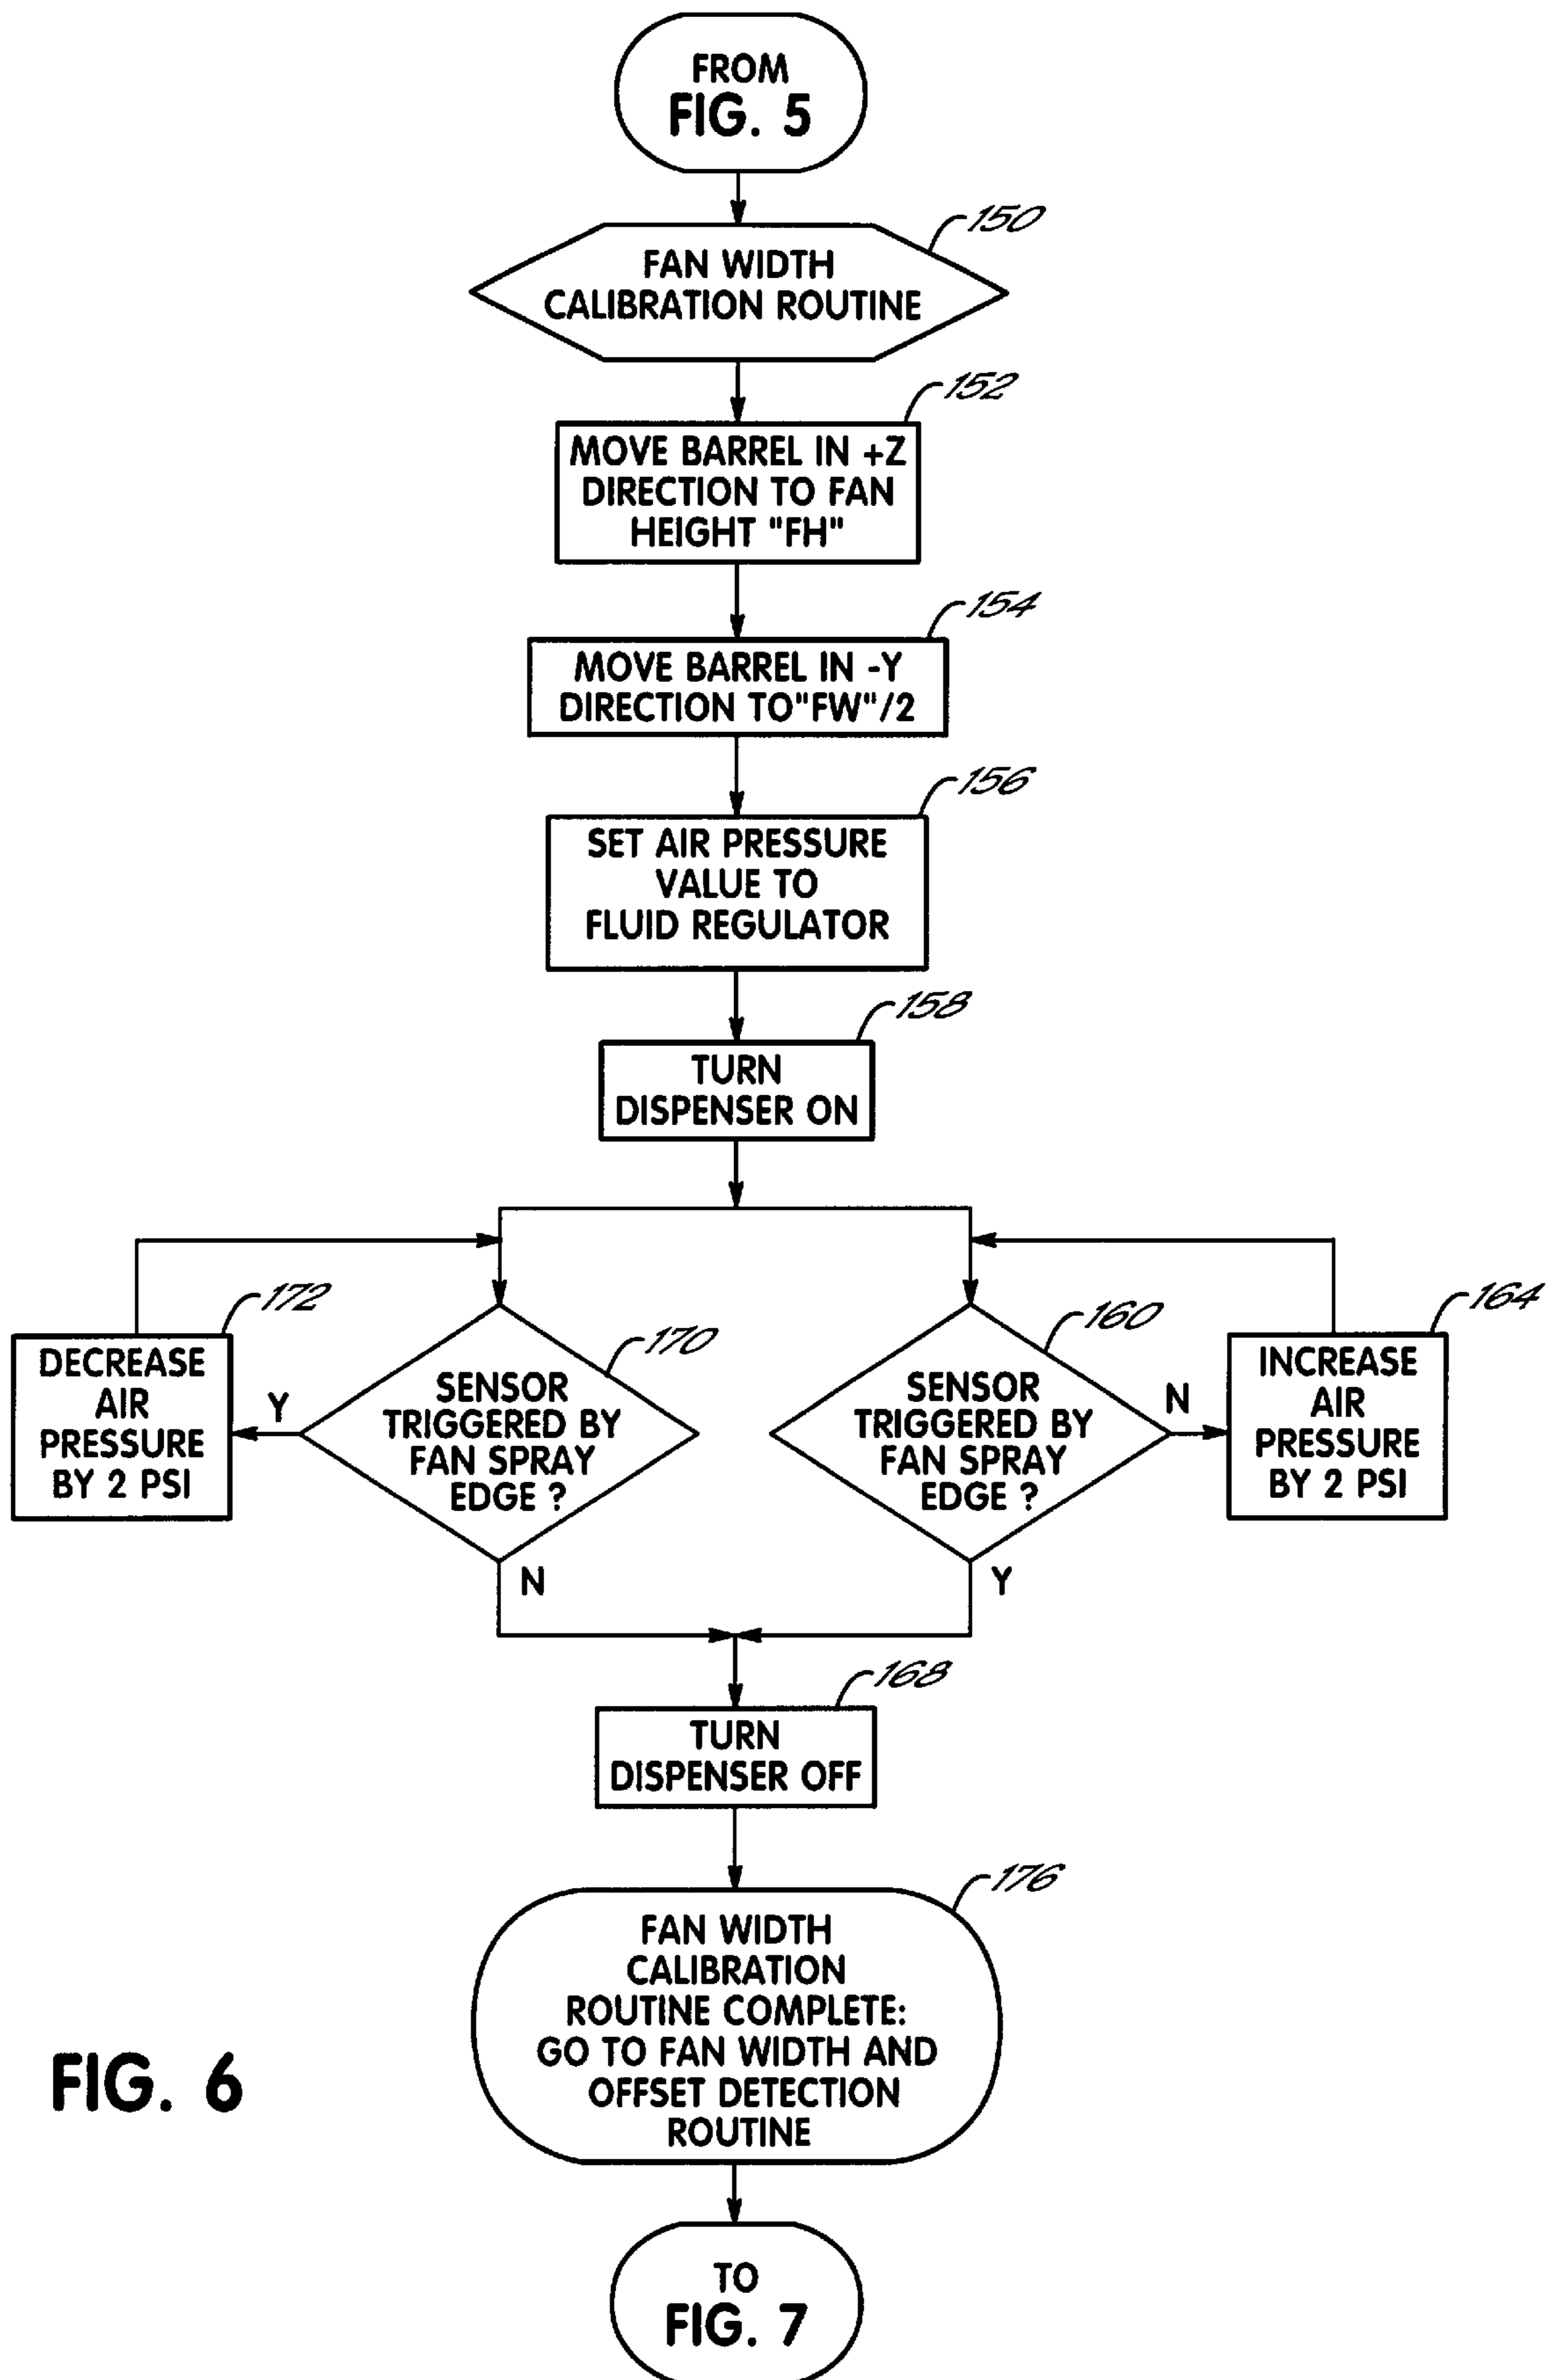 FROM
FIG. 5
150
FAN WIDTH
CALIBRATION ROUTINE
152
MOVE BARREL IN +Z
DIRECTION TO FAN
HEIGHT "FH"
154
MOVE BARREL IN -Y
DIRECTION TO"FW"/2
156
SET AIR PRESSURE
VALUE TO
FLUID REGULATOR
158
TURN
DISPENSER ON
172
DECREASE
AIR
PRESSURE
BY 2 PSI
Y
170
SENSOR
TRIGGERED BY
FAN SPRAY
EDGE ?
N
160
SENSOR
TRIGGERED BY
FAN SPRAY
EDGE ?
Y
N
164
INCREASE
AIR
PRESSURE
BY 2 PSI
168
TURN
DISPENSER OFF
176
FAN WIDTH
CALIBRATION
ROUTINE COMPLETE:
GO TO FAN WIDTH AND
OFFSET DETECTION
ROUTINE
FIG. 6
TO
FIG. 7